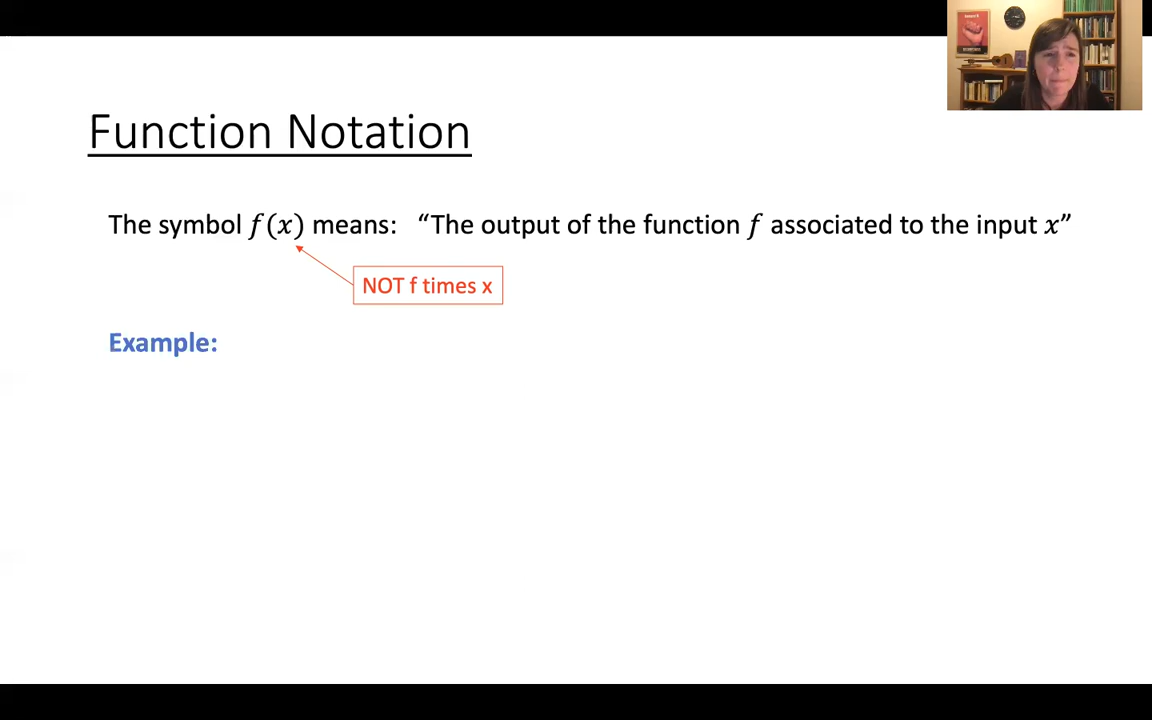 Function Notation
The symbol 𝑓(𝑥) means: “The output of the function 𝑓 associated to the input 𝑥”
NOT f times x
Example: